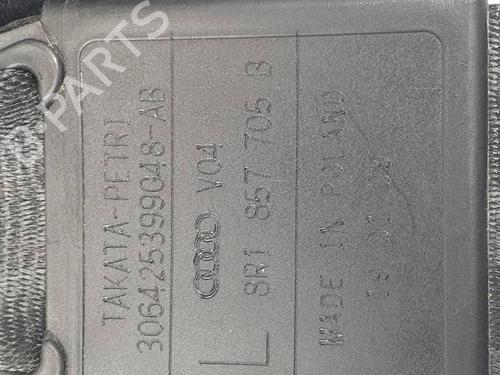 TAKATA-PETRI
306425399048-AB
V04
L 8R1 857 705 B
MADE IN POLAND
B PARTS